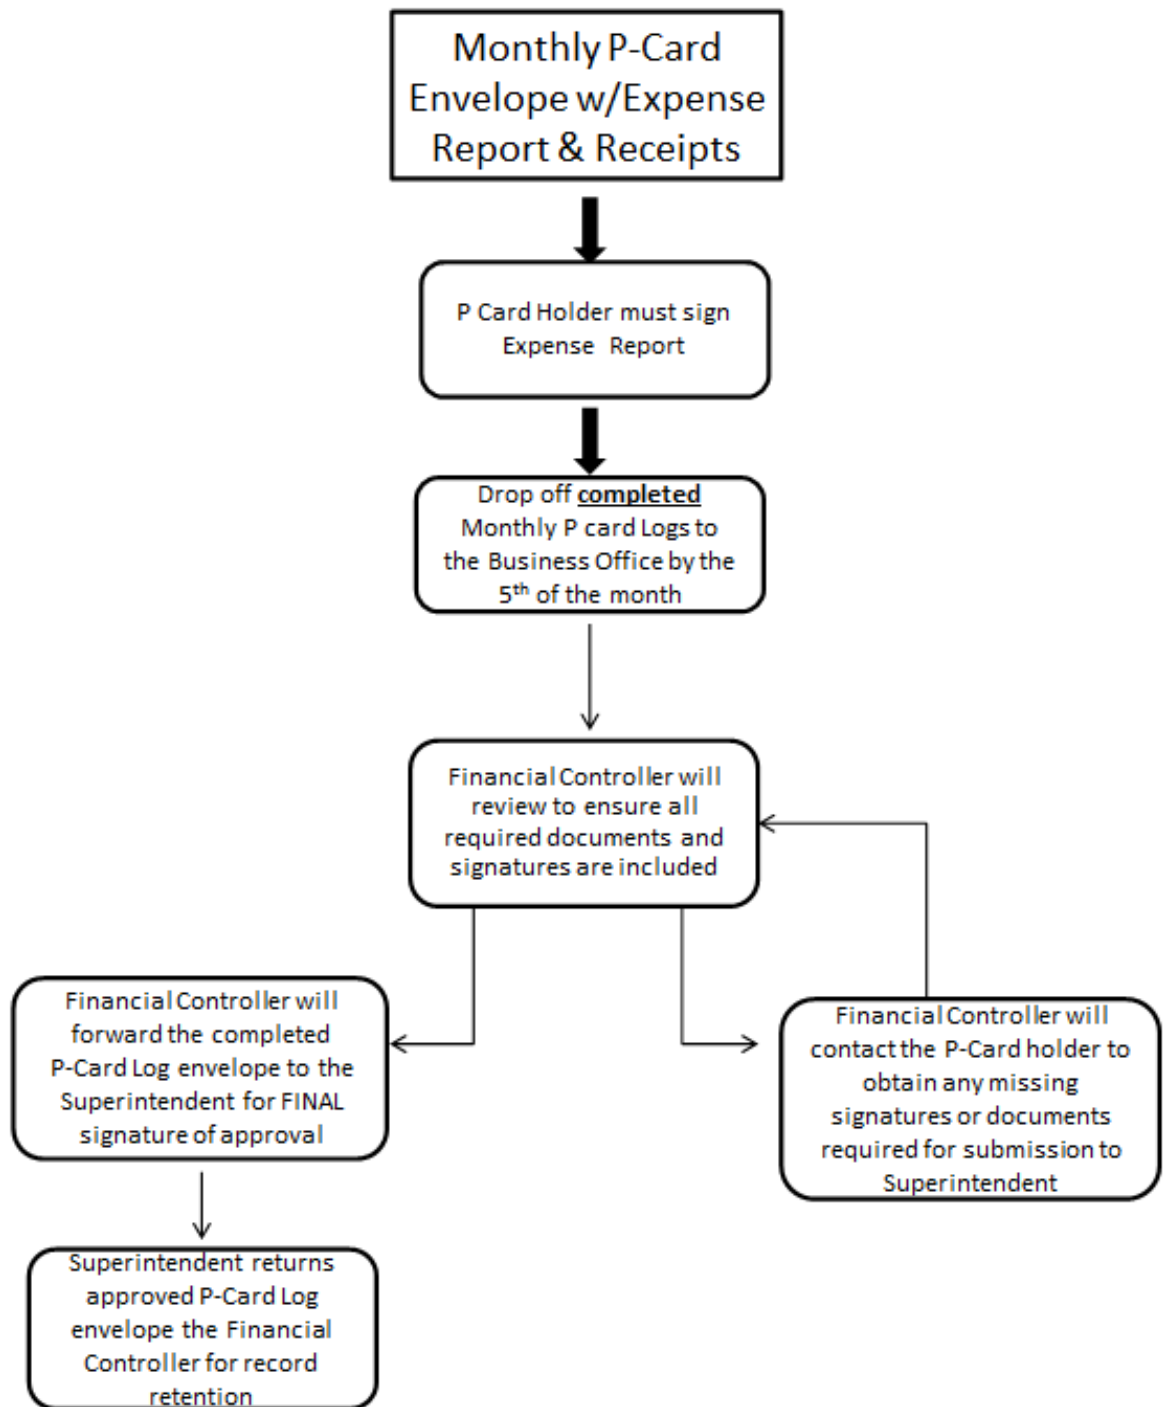 Monthly P-Card
Envelope w/Expense
Report & Receipts
P Card Holder must sign
Expense Report
Drop off completed
Monthly P card Logs to
the Business Office by the
5th of the month
Financial Controller will
review to ensure all
required documents and
signatures are included
Financial Controller will
forward the completed
P-Card Log envelope to the
Superintendent for FINAL
signature of approval
Financial Controller will
contact the P-Card holder to
obtain any missing
signatures or documents
required for submission to
Superintendent
Superintendent returns
approved P-Card Log
envelope the Financial
Controller for record
retention